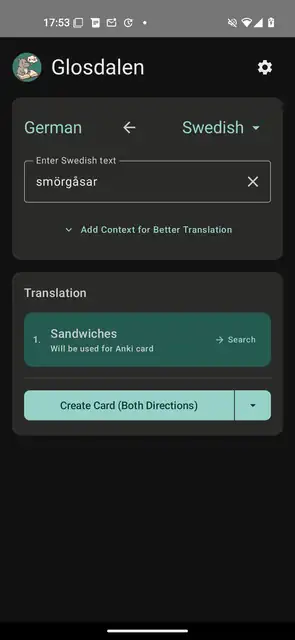 17:53
Glosdalen
German
Swedish
Enter Swedish text
smörgåsar
Add Context for Better Translation
Translation
1. Sandwiches
Will be used for Anki card
Search
Create Card (Both Directions)